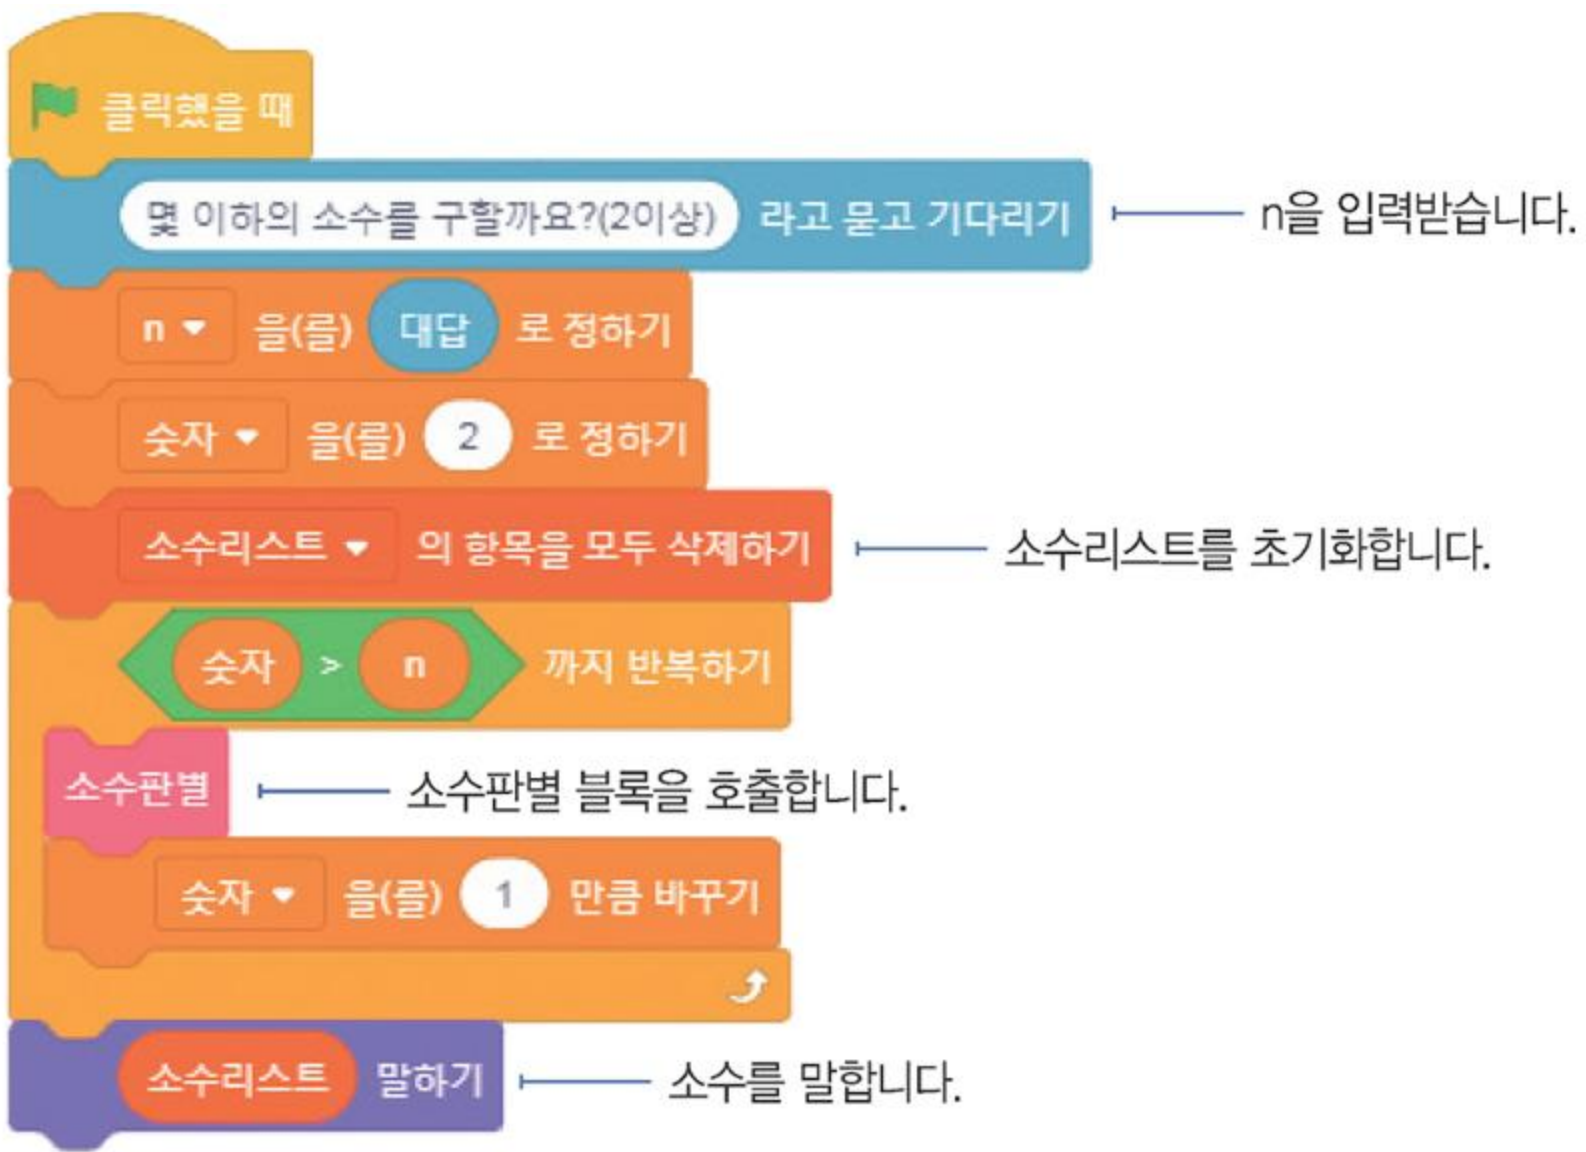 클릭했을 때
몇 이하의 소수를 구할까요?(2이상) 라고 묻고 기다리기 n을 입력받습니다.
n 을(를) 대답 로 정하기
숫자 을(를) 2 로 정하기
소수리스트 의 항목을 모두 삭제하기 소수리스트를 초기화합니다.
숫자 > n 까지 반복하기
소수판별 소수판별 블록을 호출합니다.
숫자 을(를) 1 만큼 바꾸기
소수리스트 말하기 소수를 말합니다.